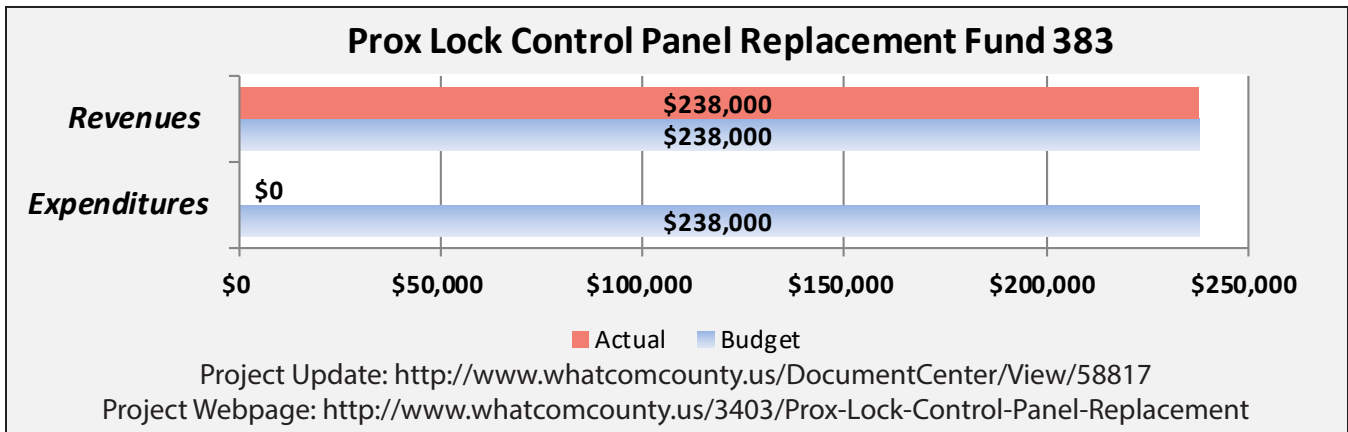 Prox Lock Control Panel Replacement Fund 383
Revenues
$238,000
$238,000
Expenditures
$0
$238,000
$0 $50,000 $100,000 $150,000 $200,000 $250,000
Actual Budget
Project Update: http://www.whatcomcounty.us/DocumentCenter/View/58817
Project Webpage: http://www.whatcomcounty.us/3403/Prox-Lock-Control-Panel-Replacement